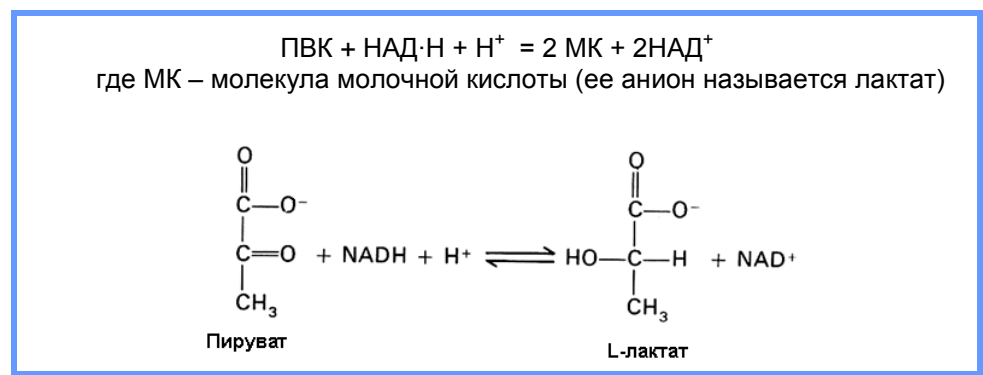 ПВК + НАД·Н + Н⁺ = 2 МК + 2НАД⁺
где МК – молекула молочной кислоты (ее анион называется лактат)
O
C—O⁻
C=O + NADH + H⁺ ⇌ HO—C—H + NAD⁺
CH₃
Пируват
O
C—O⁻
CH₃
L-лактат